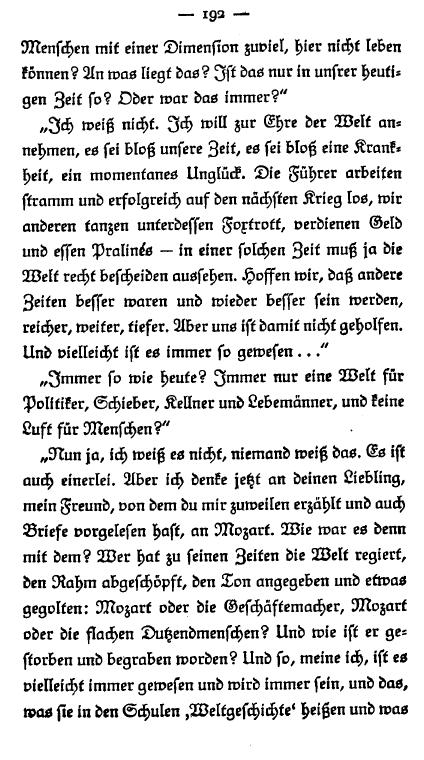 — 192 —
Menschen mit einer Dimension zuviel, hier nicht leben
können? An was liegt das? Ist das nur in unsrer heuti-
gen Zeit so? Oder war das immer?“
„Ich weiß nicht. Ich will zur Ehre der Welt an-
nehmen, es sei bloß unsere Zeit, es sei bloß eine Krank-
heit, ein momentanes Unglück. Die Führer arbeiten
stramm und erfolgreich auf den nächsten Krieg los, wir
anderen tanzen unterdessen Foxtrott, verdienen Geld
und essen Pralinés — in einer solchen Zeit muß ja die
Welt recht bescheiden aussehen. Hoffen wir, daß andere
Zeiten besser waren und wieder besser sein werden,
reicher, weiter, tiefer. Aber uns ist damit nicht geholfen.
Und vielleicht ist es immer so gewesen . . .“
„Immer so wie heute? Immer nur eine Welt für
Politiker, Schieber, Kellner und Lebemänner, und keine
Luft für Menschen?“
„Nun ja, ich weiß es nicht, niemand weiß das. Es ist
auch einerlei. Aber ich denke jetzt an deinen Liebling,
mein Freund, von dem du mir zuweilen erzählt und auch
Briefe vorgelesen hast, an Mozart. Wie war es denn
mit dem? Wer hat zu seinen Zeiten die Welt regiert,
den Rahm abgeschöpft, den Ton angegeben und etwas
gegolten: Mozart oder die Geschäftemacher, Mozart
oder die flachen Dutzendmenschen? Und wie ist er ge-
storben und begraben worden? Und so, meine ich, ist es
vielleicht immer gewesen und wird immer sein, und das,
was sie in den Schulen ‚Weltgeschichte‘ heißen und was